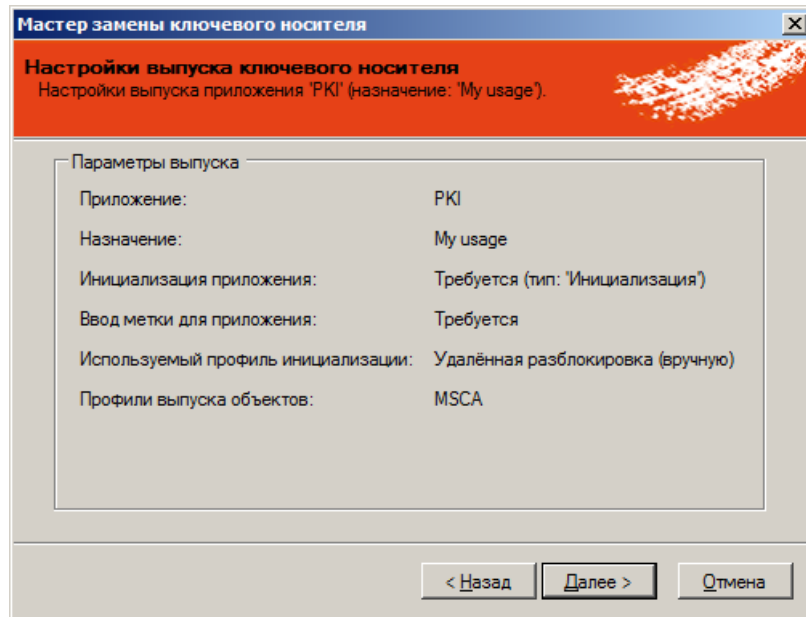 Мастер замены ключевого носителя
Настройки выпуска ключевого носителя
Настройки выпуска приложения 'PKI' (назначение: 'My usage').
Параметры выпуска
Приложение: PKI
Назначение: My usage
Инициализация приложения: Требуется (тип: 'Инициализация')
Ввод метки для приложения: Требуется
Используемый профиль инициализации: Удалённая разблокировка (вручную)
Профили выпуска объектов: MSCA
< Назад Далее > Отмена